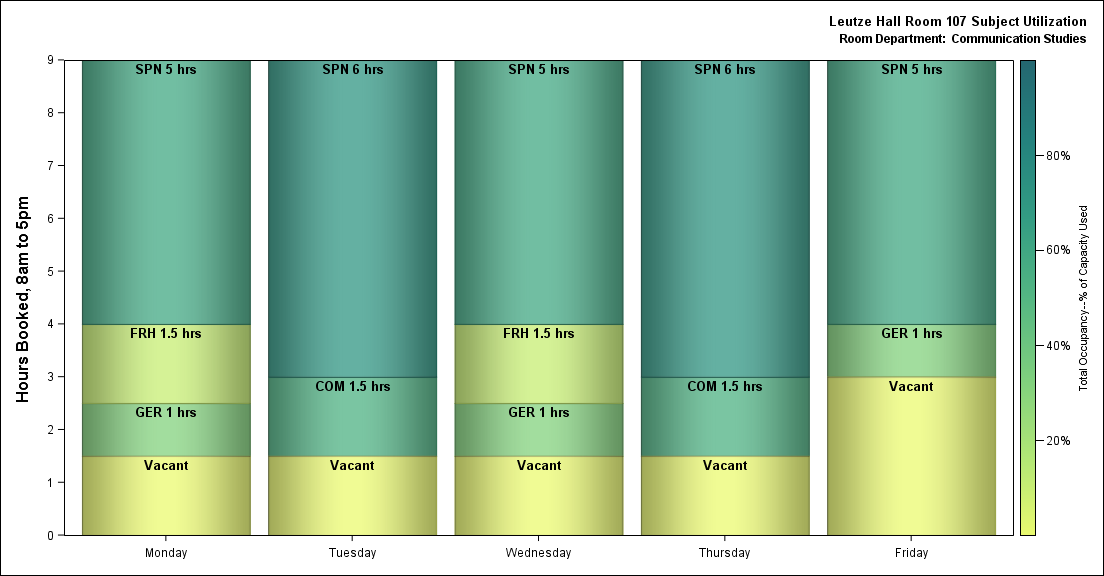 Leutze Hall Room 107 Subject Utilization
Room Department: Communication Studies
Hours Booked, 8am to 5pm
9
8
7
6
5
4
3
2
1
0
SPN 5 hrs
FRH 1.5 hrs
GER 1 hrs
Vacant
SPN 6 hrs
COM 1.5 hrs
Vacant
SPN 5 hrs
FRH 1.5 hrs
GER 1 hrs
Vacant
SPN 6 hrs
COM 1.5 hrs
Vacant
SPN 5 hrs
GER 1 hrs
Vacant
Monday
Tuesday
Wednesday
Thursday
Friday
80%
60%
40%
20%
Total Occupancy--% of Capacity Used